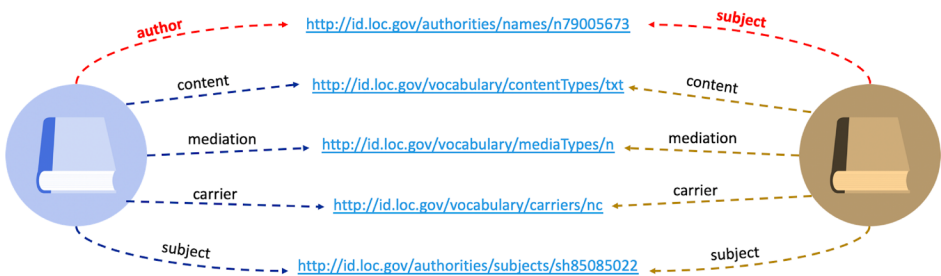 author http://id.loc.gov/authorities/names/n79005673 subject
content http://id.loc.gov/vocabulary/contentTypes/txt content
mediation http://id.loc.gov/vocabulary/mediaTypes/n mediation
carrier http://id.loc.gov/vocabulary/carriers/nc carrier
subject http://id.loc.gov/authorities/subjects/sh85085022 subject